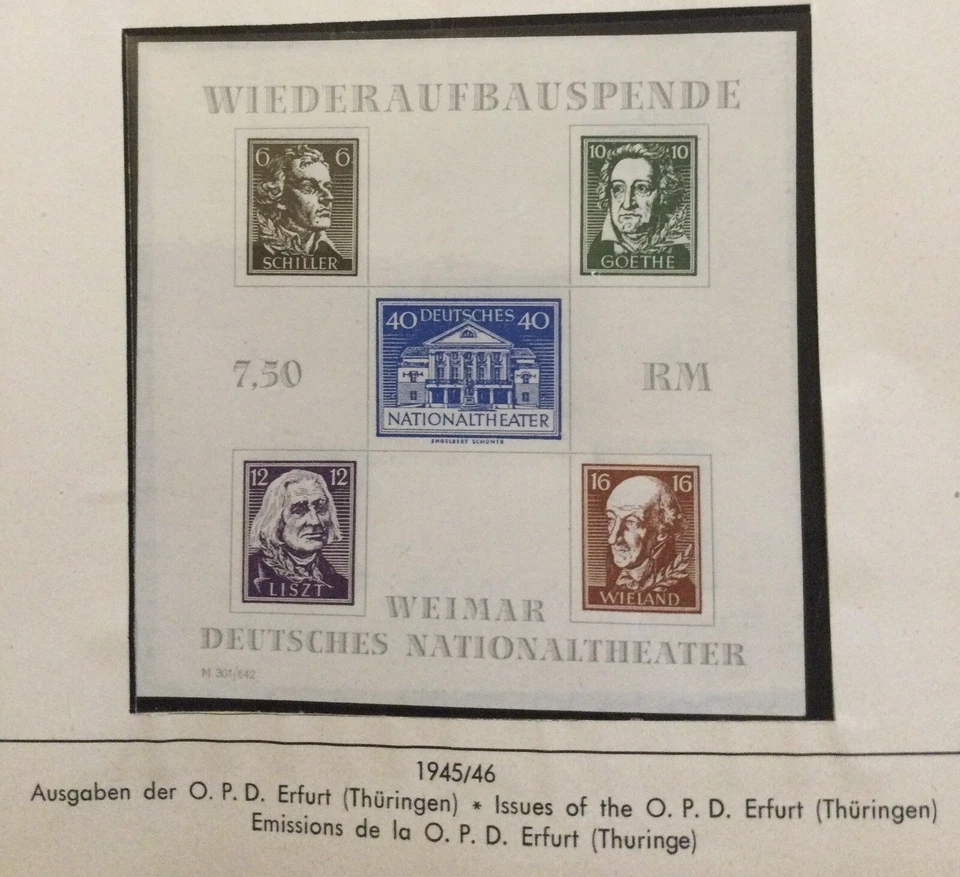 WIEDERAUFBAUSPENDE
6 6
SCHILLER
10 10
GOETHE
7,50
40 DEUTSCHES 40
NATIONALTHEATER
RM
12 12
LISZT
16 16
WIELAND
WEIMAR
DEUTSCHES NATIONALTHEATER
M 301/642
1945/46
Ausgaben der O. P. D. Erfurt (Thüringen) * Issues of the O. P. D. Erfurt (Thüringen)
Emissions de la O. P. D. Erfurt (Thuringe)